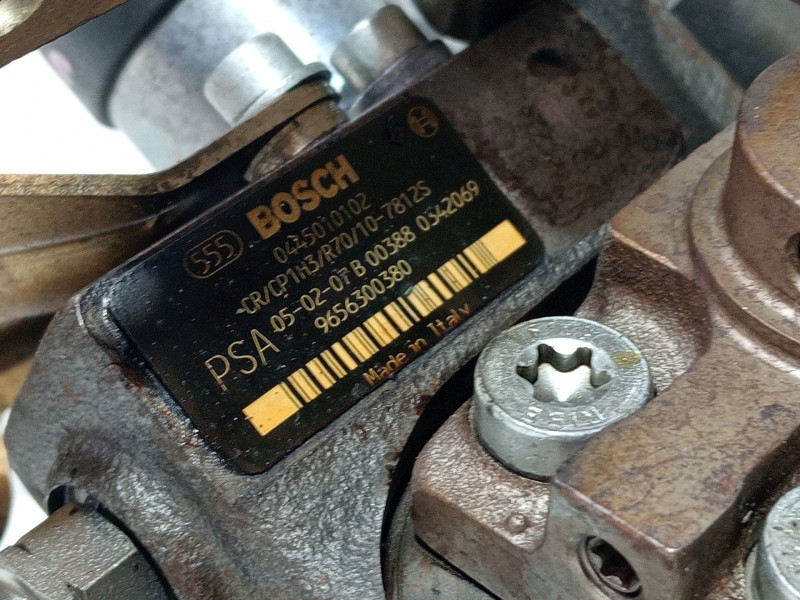 555 BOSCH
0445010102
-CR/CP1H3/R70/10-7812S
PSA 05-02-07 B 00388 0342069
9656300380
Made in Italy